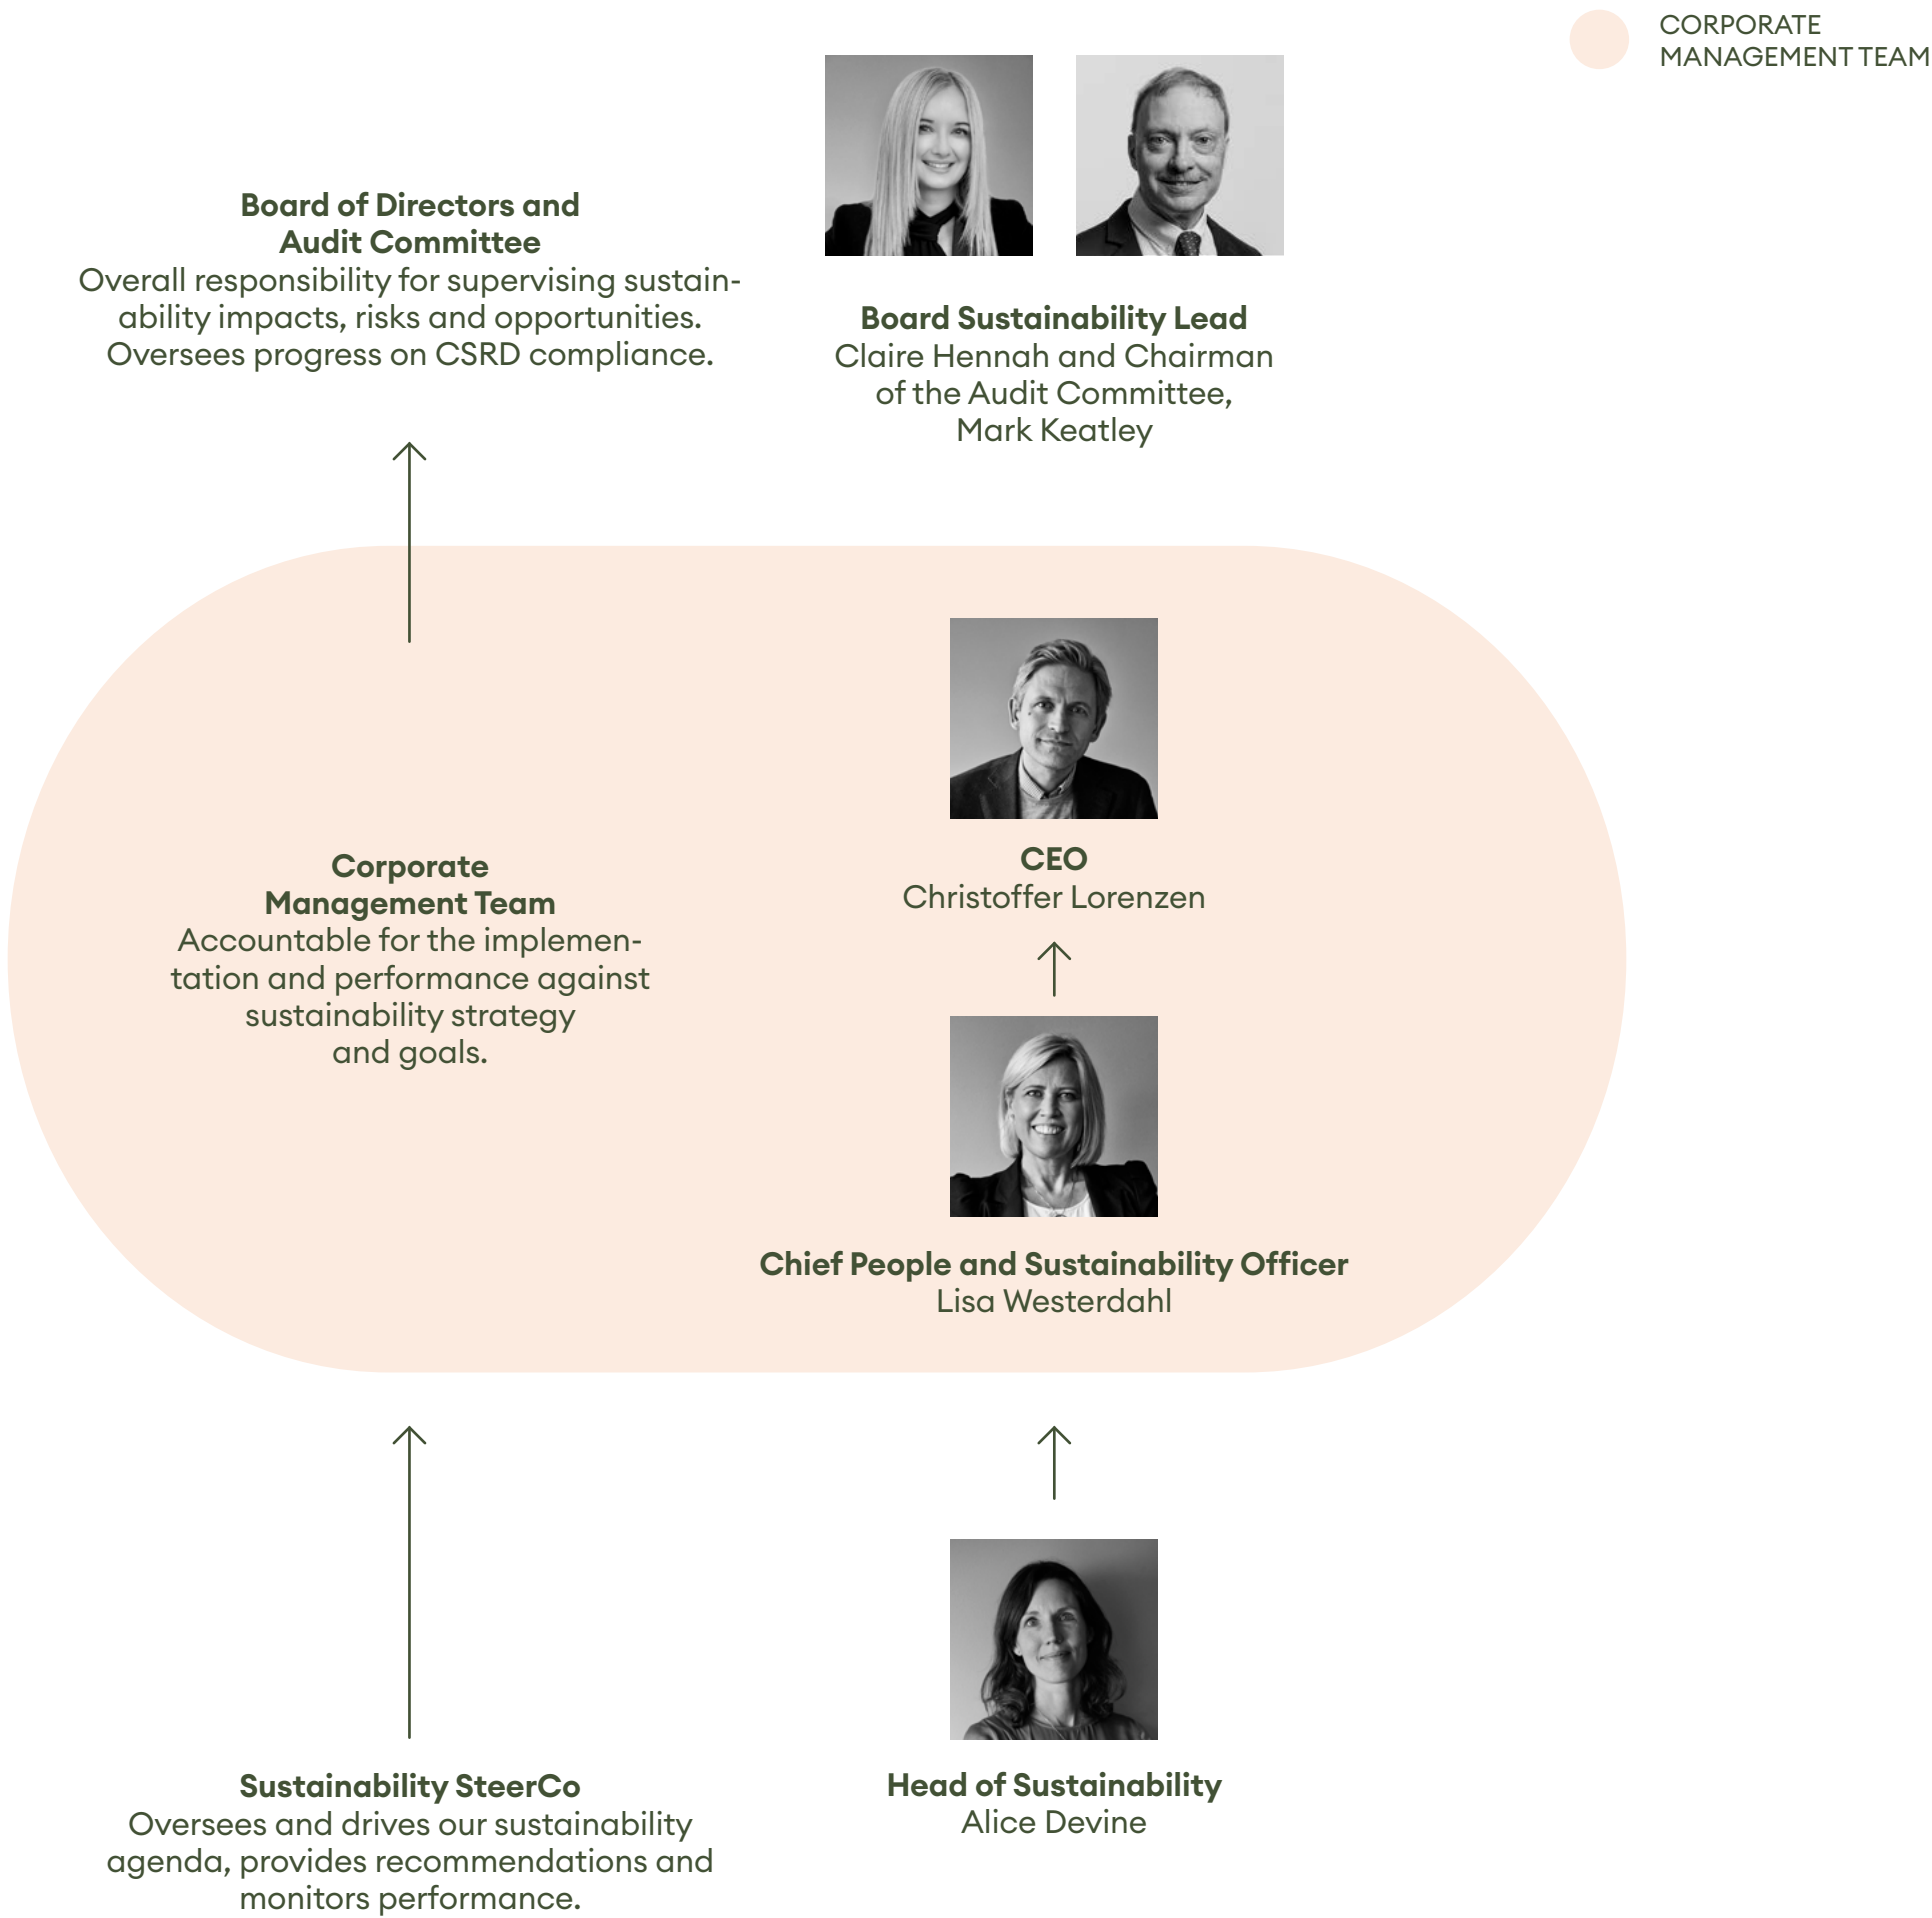 CORPORATE
MANAGEMENT TEAM
Board of Directors and
Audit Committee
Overall responsibility for supervising sustain-
ability impacts, risks and opportunities.
Oversees progress on CSRD compliance.
Board Sustainability Lead
Claire Hennah and Chairman
of the Audit Committee,
Mark Keatley
Corporate
Management Team
Accountable for the implemen-
tation and performance against
sustainability strategy
and goals.
CEO
Christoffer Lorenzen
Chief People and Sustainability Officer
Lisa Westerdahl
Sustainability SteerCo
Oversees and drives our sustainability
agenda, provides recommendations and
monitors performance.
Head of Sustainability
Alice Devine